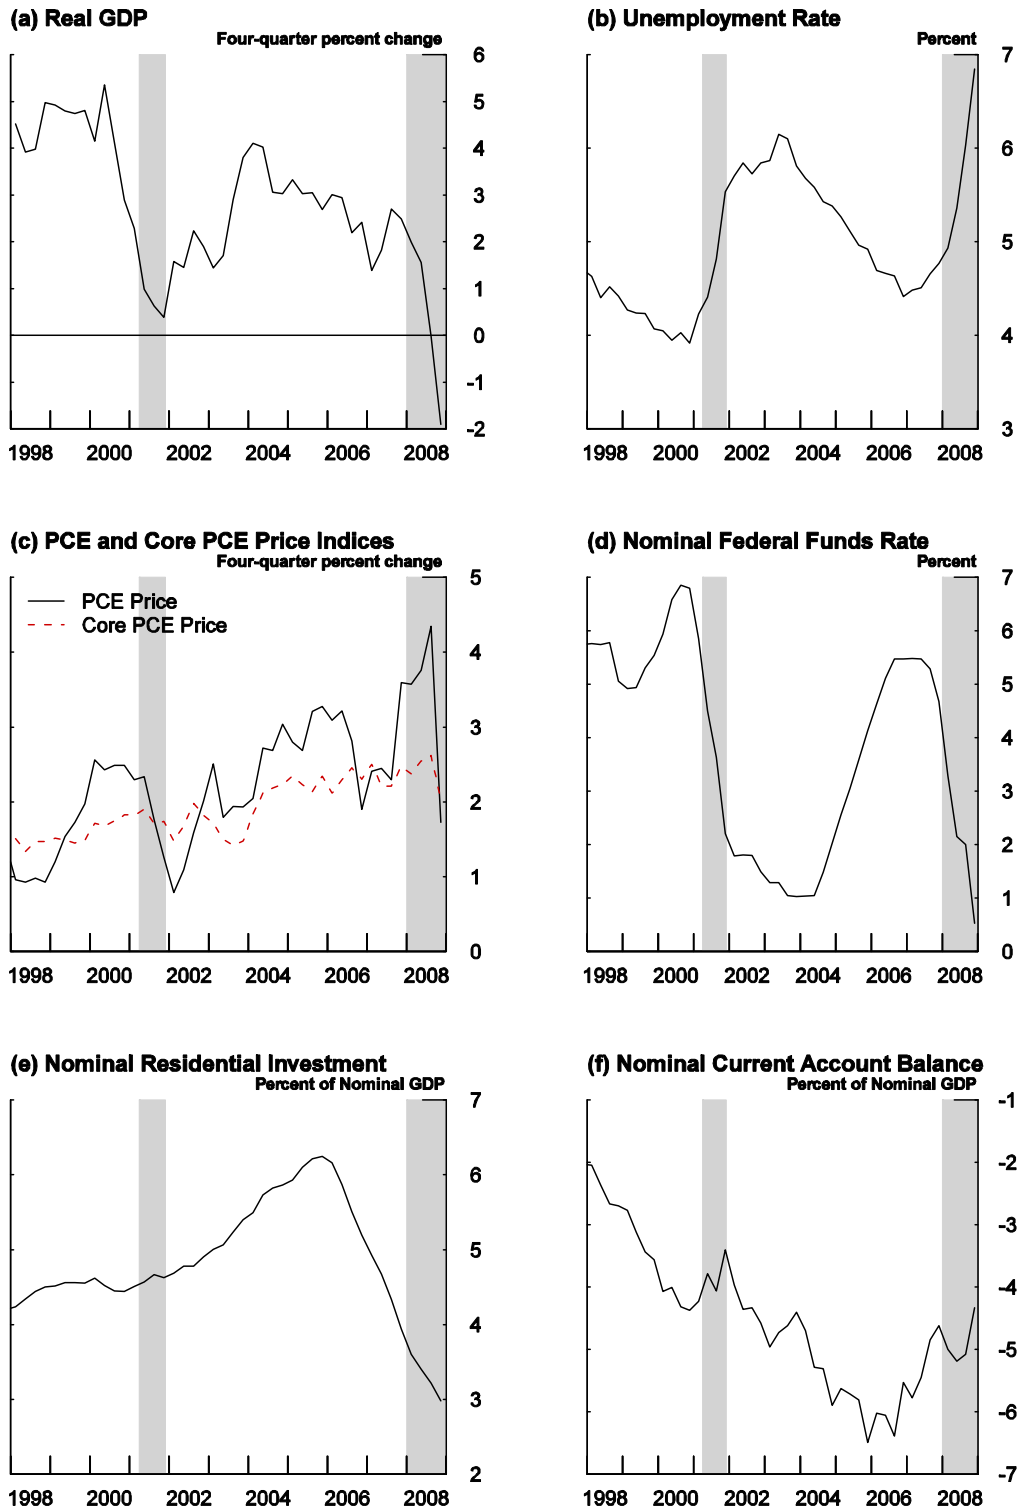 (a) Real GDP
Four-quarter percent change
6
5
4
3
2
1
0
-1
-2
1998 2000 2002 2004 2006 2008
(b) Unemployment Rate
Percent
7
6
5
4
3
1998 2000 2002 2004 2006 2008
(c) PCE and Core PCE Price Indices
Four-quarter percent change
PCE Price
Core PCE Price
5
4
3
2
1
0
1998 2000 2002 2004 2006 2008
(d) Nominal Federal Funds Rate
Percent
7
6
5
4
3
2
1
0
1998 2000 2002 2004 2006 2008
(e) Nominal Residential Investment
Percent of Nominal GDP
7
6
5
4
3
2
1998 2000 2002 2004 2006 2008
(f) Nominal Current Account Balance
Percent of Nominal GDP
-1
-2
-3
-4
-5
-6
-7
1998 2000 2002 2004 2006 2008